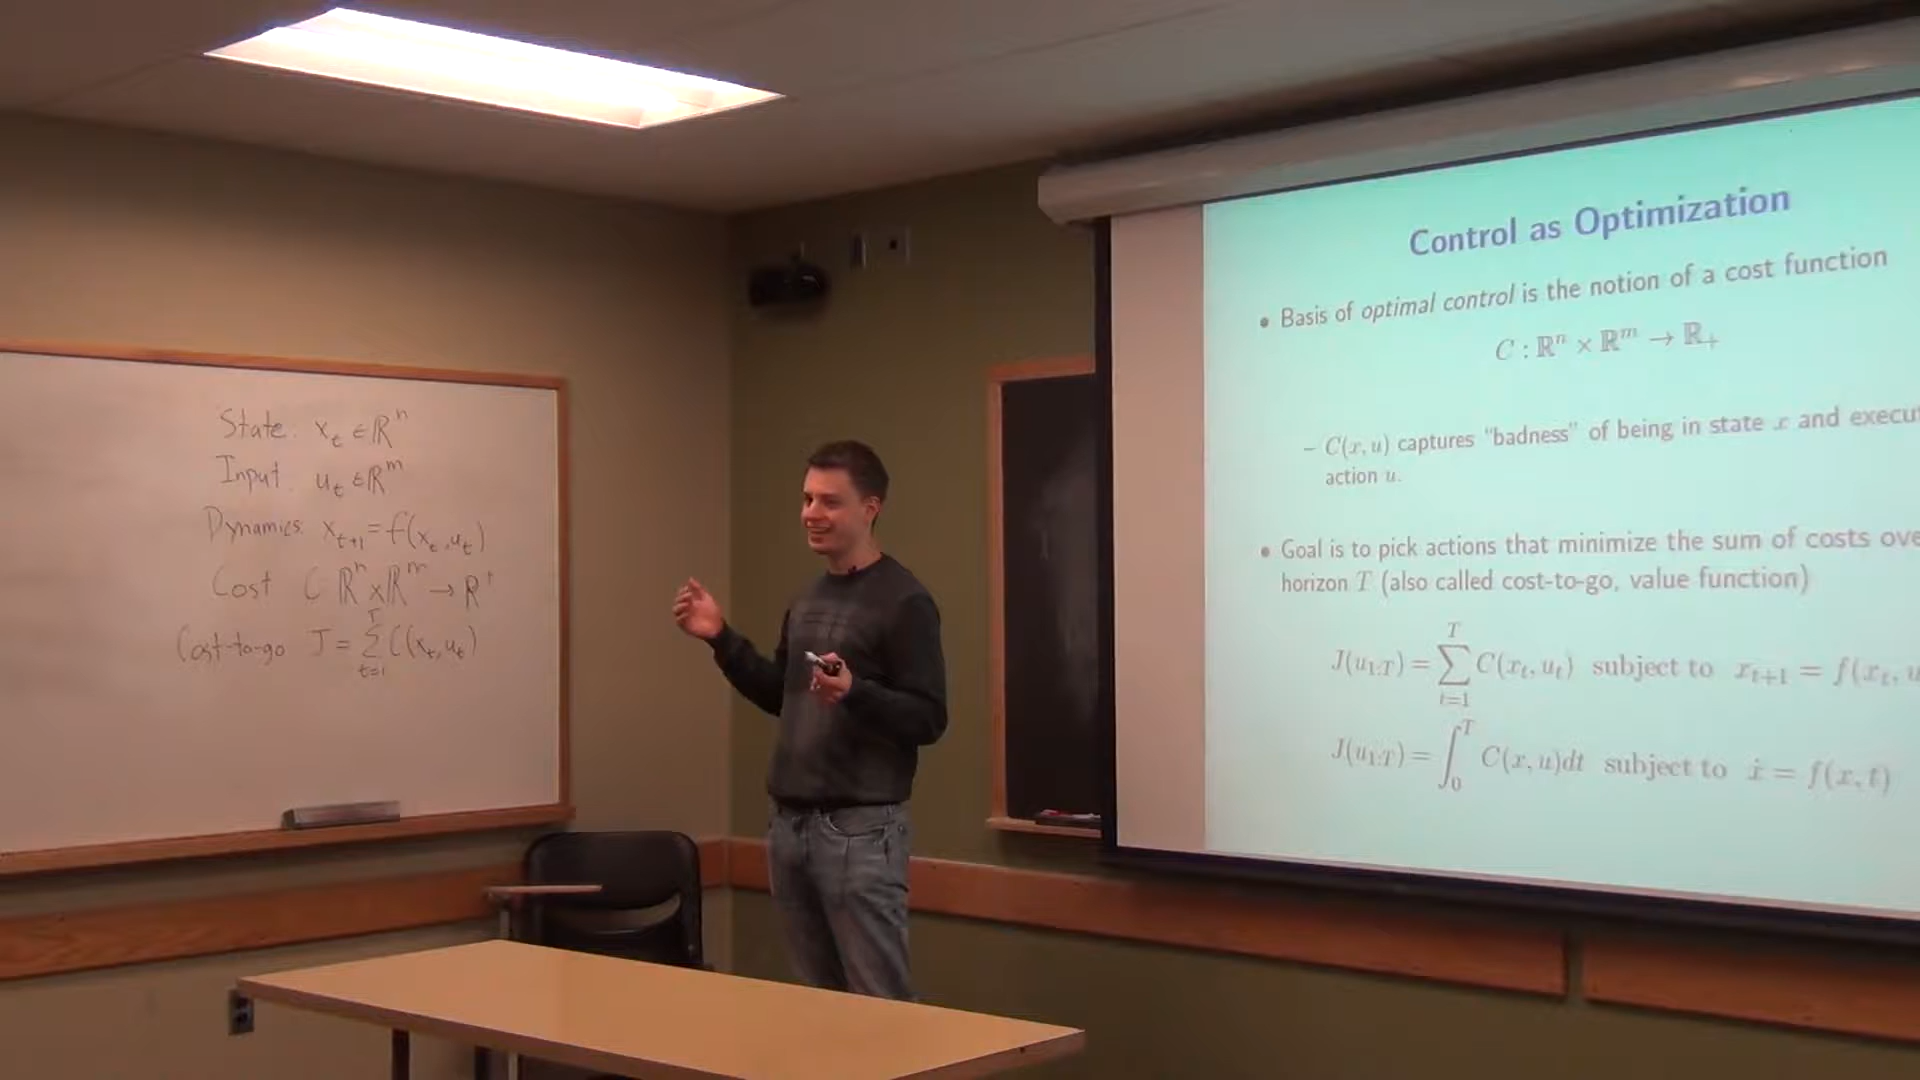 State: xₜ ∈ ℝⁿ
Input: uₜ ∈ ℝᵐ
Dynamics: xₜ₊₁ = f(xₜ, uₜ)
Cost C ℝⁿ × ℝᵐ → ℝ⁺
Cost-to-go J = ∑ₜ₌₁ᵀ C(xₜ, uₜ)
Control as Optimization
• Basis of optimal control is the notion of a cost function
C : ℝⁿ × ℝᵐ → ℝ₊
– C(x, u) captures "badness" of being in state x and execu
action u.
• Goal is to pick actions that minimize the sum of costs ove
horizon T (also called cost-to-go, value function)
J(u₁:T) = ∑ₜ₌₁ᵀ C(xₜ, uₜ) subject to xₜ₊₁ = f(xₜ, u
J(u₁:T) = ∫₀ᵀ C(x, u)dt subject to ẋ = f(x, t)